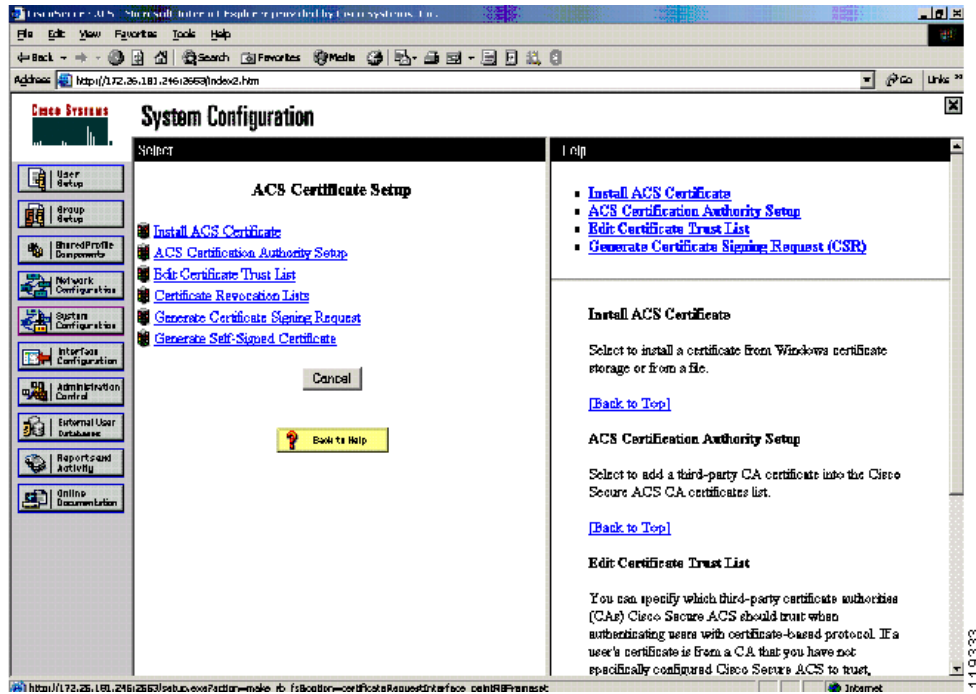 CiscoSecure ACS - Microsoft Internet Explorer provided by Cisco Systems, Inc.
File Edit View Favorites Tools Help
Back Search Favorites Media
Address http://172.26.181.246:2663/index2.htm Go Links »
Cisco Systems
System Configuration
Select
ACS Certificate Setup
Install ACS Certificate
ACS Certification Authority Setup
Edit Certificate Trust List
Certificate Revocation Lists
Generate Certificate Signing Request
Generate Self-Signed Certificate
Cancel
? Back to Help
User Setup
Group Setup
SharedProfile Components
Network Configuration
System Configuration
Interface Configuration
Administration Control
External User Databases
Reports and Activity
Online Documentation
Help
Install ACS Certificate
ACS Certification Authority Setup
Edit Certificate Trust List
Generate Certificate Signing Request (CSR)
Install ACS Certificate
Select to install a certificate from Windows certificate
storage or from a file.
[Back to Top]
ACS Certification Authority Setup
Select to add a third-party CA certificate into the Cisco
Secure ACS CA certificates list.
[Back to Top]
Edit Certificate Trust List
You can specify which third-party certificate authorities
(CAs) Cisco Secure ACS should trust when
authenticating users with certificate-based protocol. If a
user's certificate is from a CA that you have not
specifically configured Cisco Secure ACS to trust,
Internet